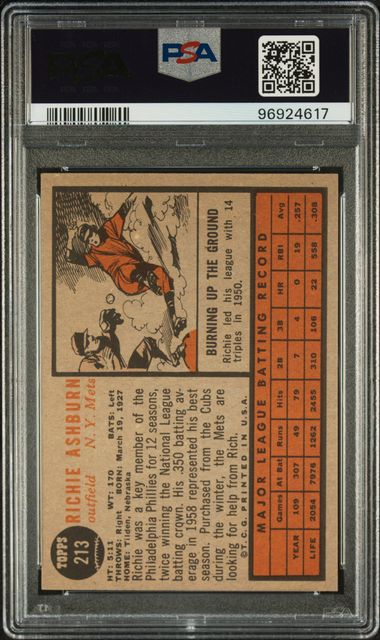 PSA
PSA
96924617
TOPPS
213
RICHIE ASHBURN
outfield N. Y. Mets
HT: 5:11 WT: 170 BATS: Left
THROWS: Right BORN: March 19, 1927
HOME: Tilden, Nebraska
Richie was a key member of the
Philadelphia Phillies for 12 seasons,
twice winning the National League
batting crown. His .350 batting av-
erage in 1958 represented his best
season. Purchased from the Cubs
during the winter, the Mets are
looking for help from Rich.
© T. C. G. PRINTED IN U.S.A.
BURNING UP THE GROUND
Richie led his league with 14
triples in 1950.
MAJOR LEAGUE BATTING RECORD
Games At Bat Runs Hits 2B 3B HR RBI Avg
YEAR 109 307 49 79 7 4 0 19 .257
LIFE 2054 7976 1262 2455 310 106 22 558 .308
PSA